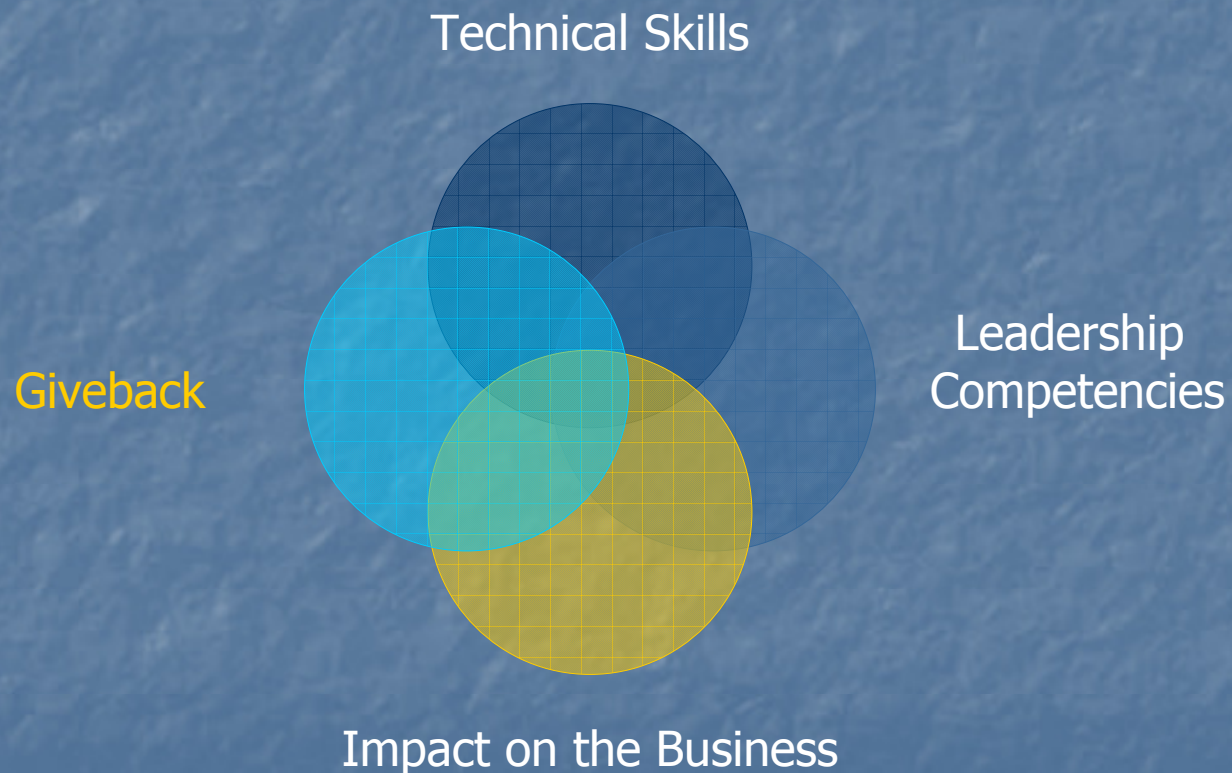 Technical Skills
Leadership
Competencies
Giveback
Impact on the Business